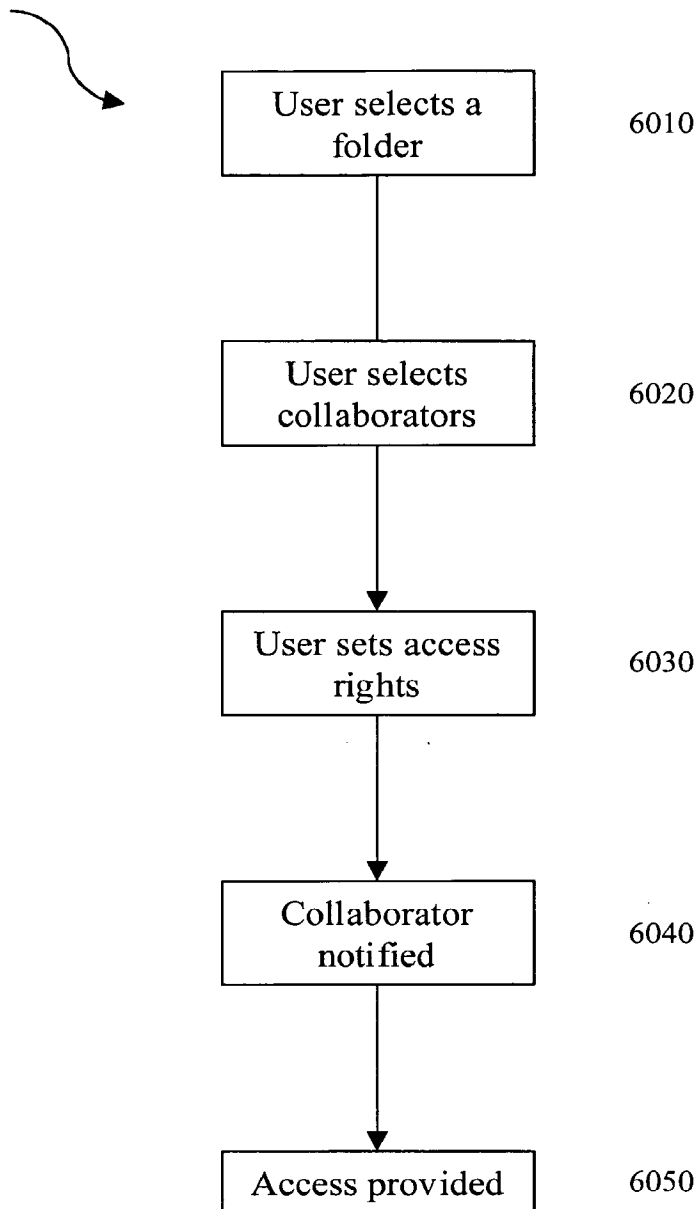 User selects a
folder
6010
User selects
collaborators
6020
User sets access
rights
6030
Collaborator
notified
6040
Access provided
6050